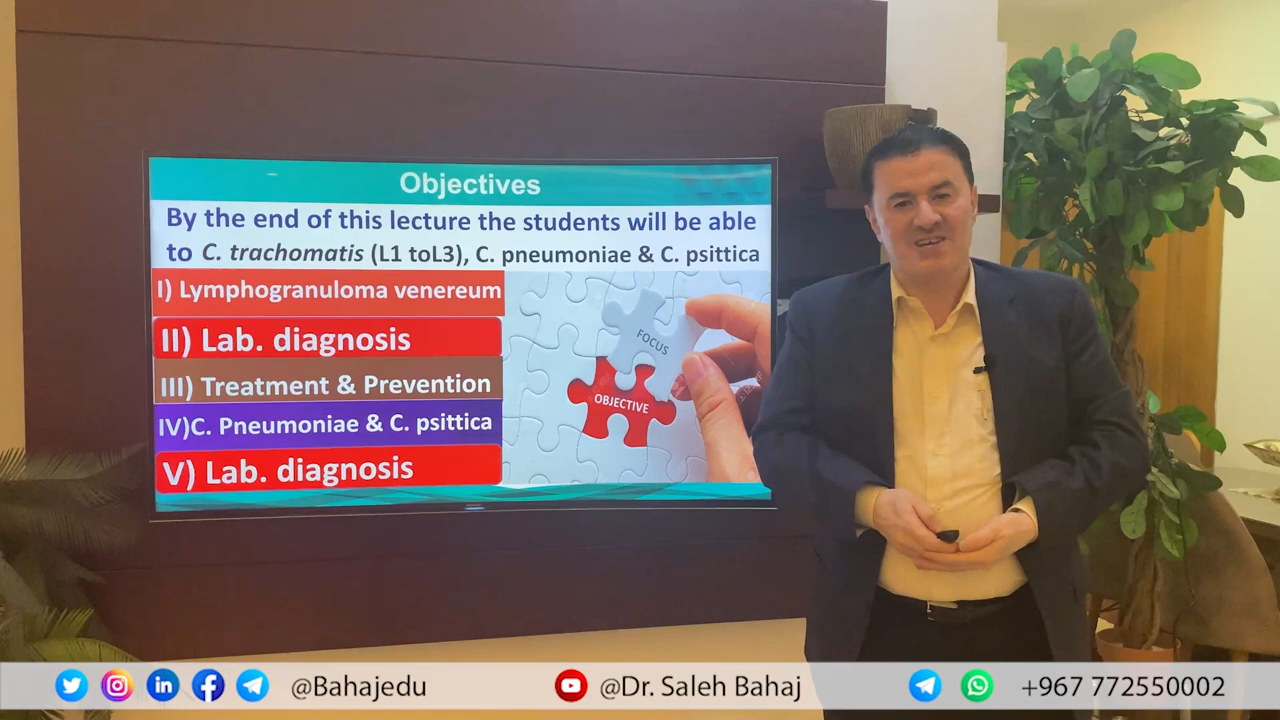 Objectives
By the end of this lecture the students will be able
to C. trachomatis (L1 toL3), C. pneumoniae & C. psittica
I) Lymphogranuloma venereum
II) Lab. diagnosis
III) Treatment & Prevention
IV)C. Pneumoniae & C. psittica
V) Lab. diagnosis
FOCUS
OBJECTIVE
@Bahajedu
@Dr. Saleh Bahaj
+967 772550002